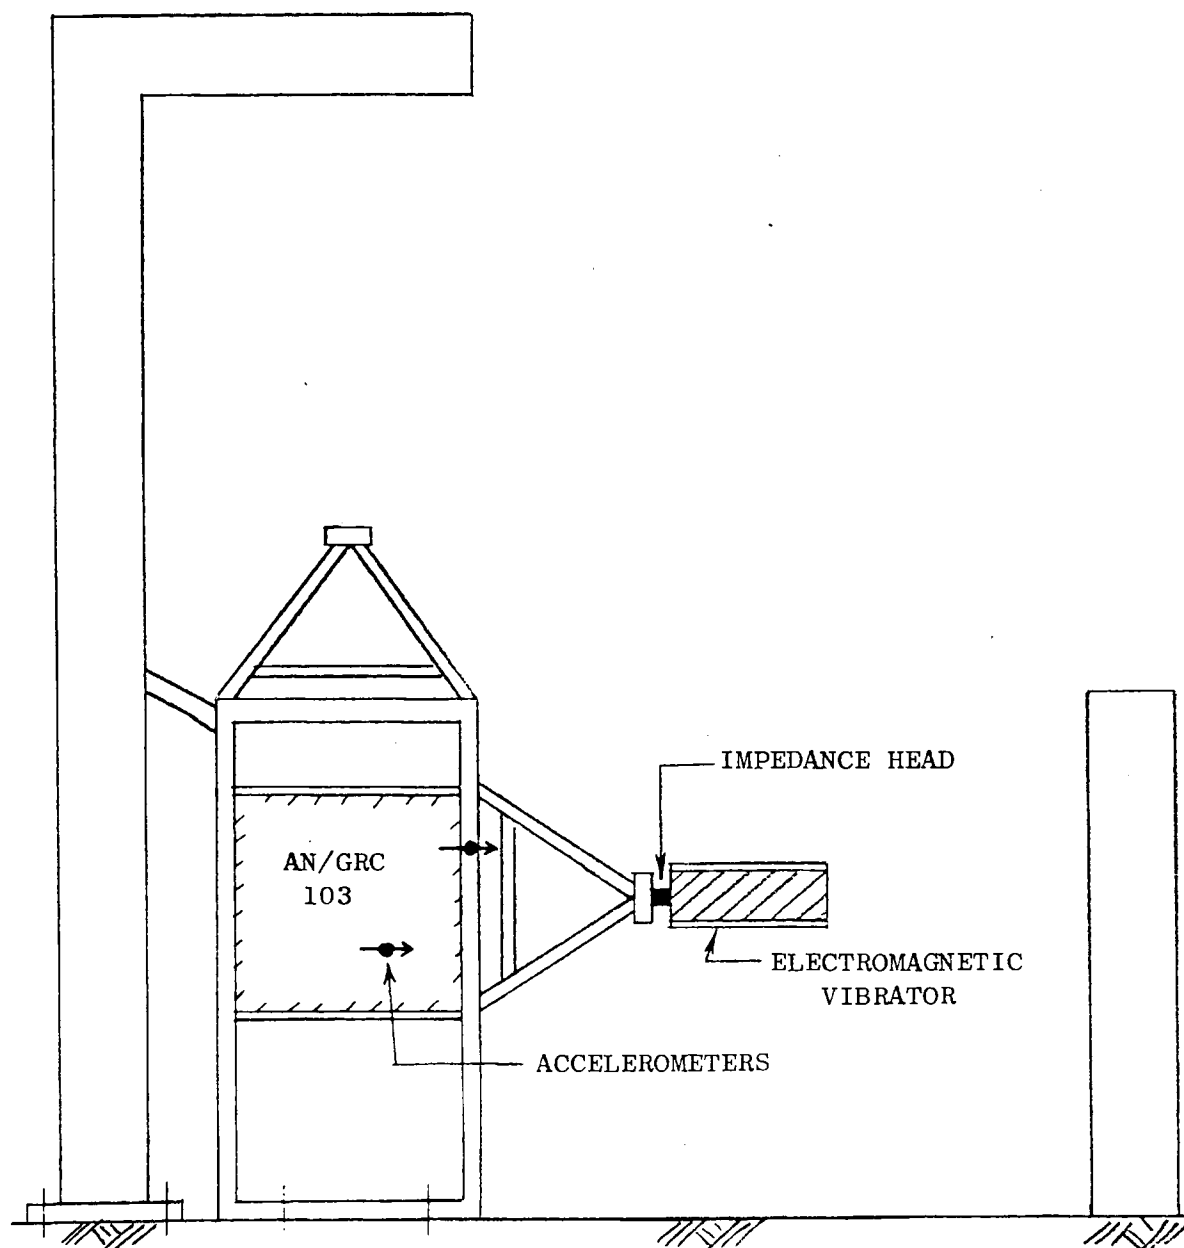 IMPEDANCE HEAD
AN/GRC
103
ELECTROMAGNETIC
VIBRATOR
ACCELEROMETERS